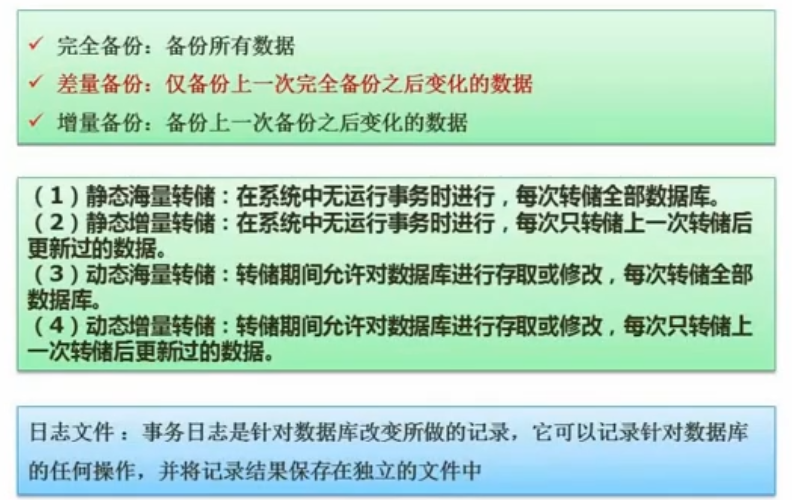 ✓ 完全备份：备份所有数据
✓ 差量备份：仅备份上一次完全备份之后变化的数据
✓ 增量备份：备份上一次备份之后变化的数据
（1）静态海量转储：在系统中无运行事务时进行，每次转储全部数据库。
（2）静态增量转储：在系统中无运行事务时进行，每次只转储上一次转储后
更新过的数据。
（3）动态海量转储：转储期间允许对数据库进行存取或修改，每次转储全部
数据库。
（4）动态增量转储：转储期间允许对数据库进行存取或修改，每次只转储上
一次转储后更新过的数据。
日志文件：事务日志是针对数据库改变所做的记录，它可以记录针对数据库
的任何操作，并将记录结果保存在独立的文件中